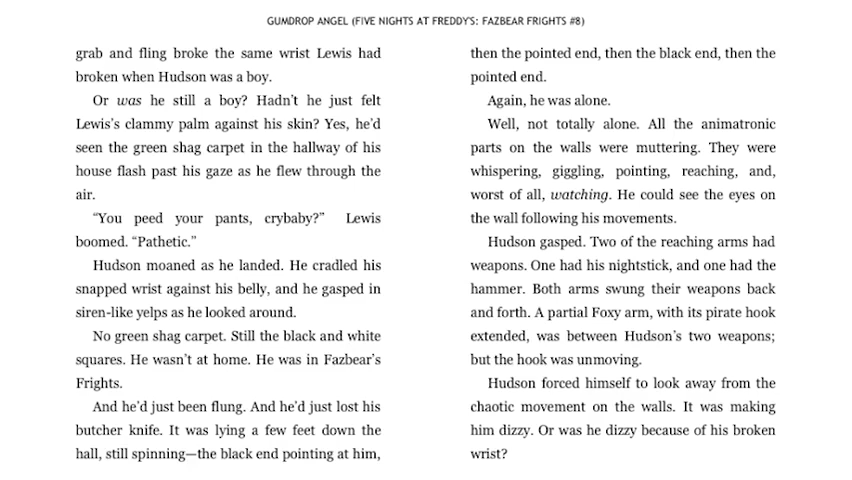 GUMDROP ANGEL (FIVE NIGHTS AT FREDDY'S: FAZBEAR FRIGHTS #8)
grab and fling broke the same wrist Lewis had
broken when Hudson was a boy.
Or was he still a boy? Hadn't he just felt
Lewis's clammy palm against his skin? Yes, he'd
seen the green shag carpet in the hallway of his
house flash past his gaze as he flew through the
air.
“You peed your pants, crybaby?” Lewis
boomed. “Pathetic.”
Hudson moaned as he landed. He cradled his
snapped wrist against his belly, and he gasped in
siren-like yelps as he looked around.
No green shag carpet. Still the black and white
squares. He wasn't at home. He was in Fazbear's
Frights.
And he'd just been flung. And he'd just lost his
butcher knife. It was lying a few feet down the
hall, still spinning—the black end pointing at him,
then the pointed end, then the black end, then the
pointed end.
Again, he was alone.
Well, not totally alone. All the animatronic
parts on the walls were muttering. They were
whispering, giggling, pointing, reaching, and,
worst of all, watching. He could see the eyes on
the wall following his movements.
Hudson gasped. Two of the reaching arms had
weapons. One had his nightstick, and one had the
hammer. Both arms swung their weapons back
and forth. A partial Foxy arm, with its pirate hook
extended, was between Hudson's two weapons;
but the hook was unmoving.
Hudson forced himself to look away from the
chaotic movement on the walls. It was making
him dizzy. Or was he dizzy because of his broken
wrist?